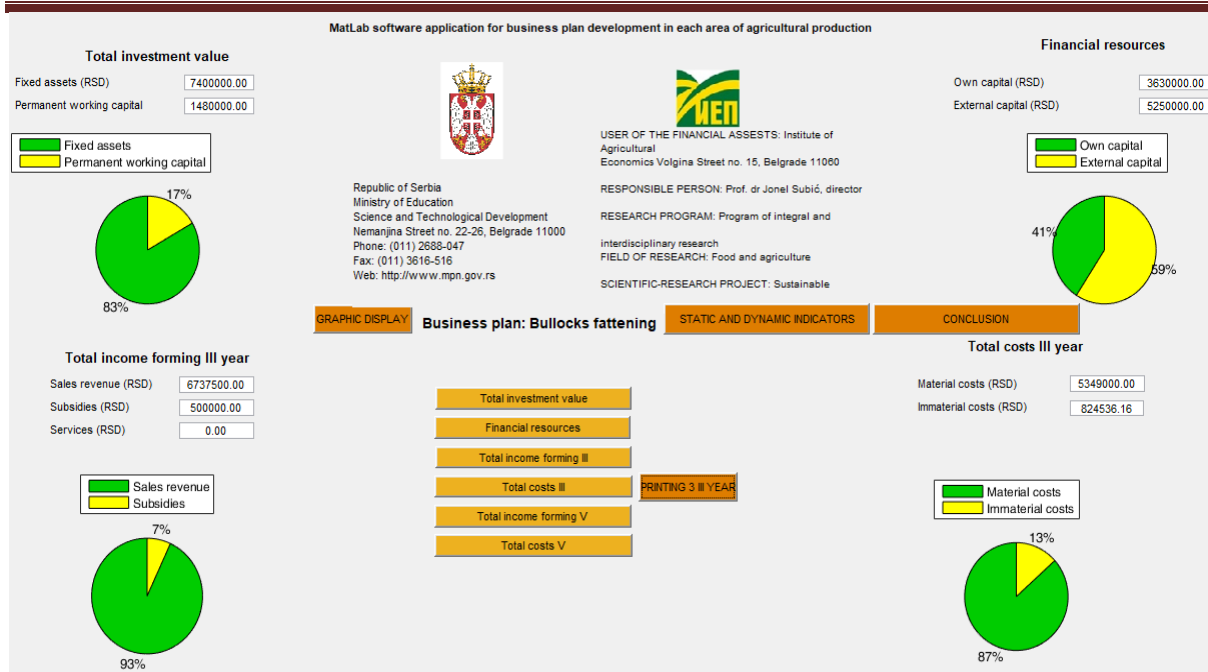 MatLab software application for business plan development in each area of agricultural production
Total investment value
Fixed assets (RSD) 7400000.00
Permanent working capital 1480000.00
Fixed assets
Permanent working capital
17%
83%
Republic of Serbia
Ministry of Education
Science and Technological Development
Nemanjina Street no. 22-26, Belgrade 11000
Phone: (011) 2688-047
Fax: (011) 3616-516
Web: http://www.mpn.gov.rs
ИЕП
USER OF THE FINANCIAL ASSESTS: Institute of
Agricultural
Economics Volgina Street no. 15, Belgrade 11060
RESPONSIBLE PERSON: Prof. dr Jonel Subić, director
RESEARCH PROGRAM: Program of integral and
interdisciplinary research
FIELD OF RESEARCH: Food and agriculture
SCIENTIFIC-RESEARCH PROJECT: Sustainable
Financial resources
Own capital (RSD) 3630000.00
External capital (RSD) 5250000.00
Own capital
External capital
41%
59%
GRAPHIC DISPLAY
Business plan: Bullocks fattening
STATIC AND DYNAMIC INDICATORS
CONCLUSION
Total income forming III year
Sales revenue (RSD) 6737500.00
Subsidies (RSD) 500000.00
Services (RSD) 0.00
Sales revenue
Subsidies
7%
93%
Total investment value
Financial resources
Total income forming III
Total costs III
PRINTING 3 III YEAR
Total income forming V
Total costs V
Total costs III year
Material costs (RSD) 5349000.00
Immaterial costs (RSD) 824536.16
Material costs
Immaterial costs
13%
87%